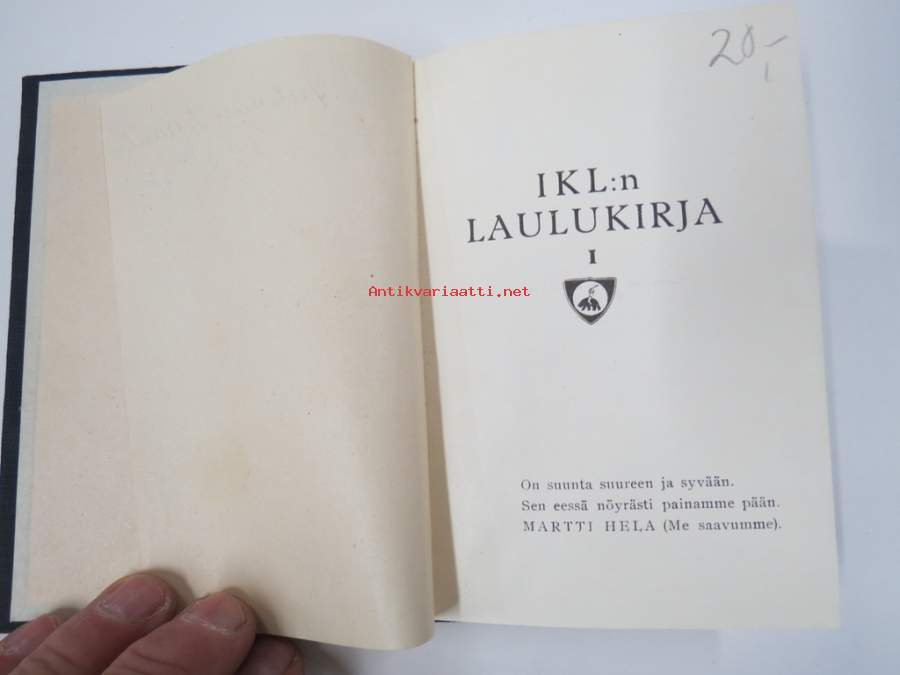 20,-
IKL:n
LAULUKIRJA
I
Antikvariaatti.net
On suunta suureen ja syvään.
Sen eessä nöyrästi painamme pään.
MARTTI HELA (Me saavumme).